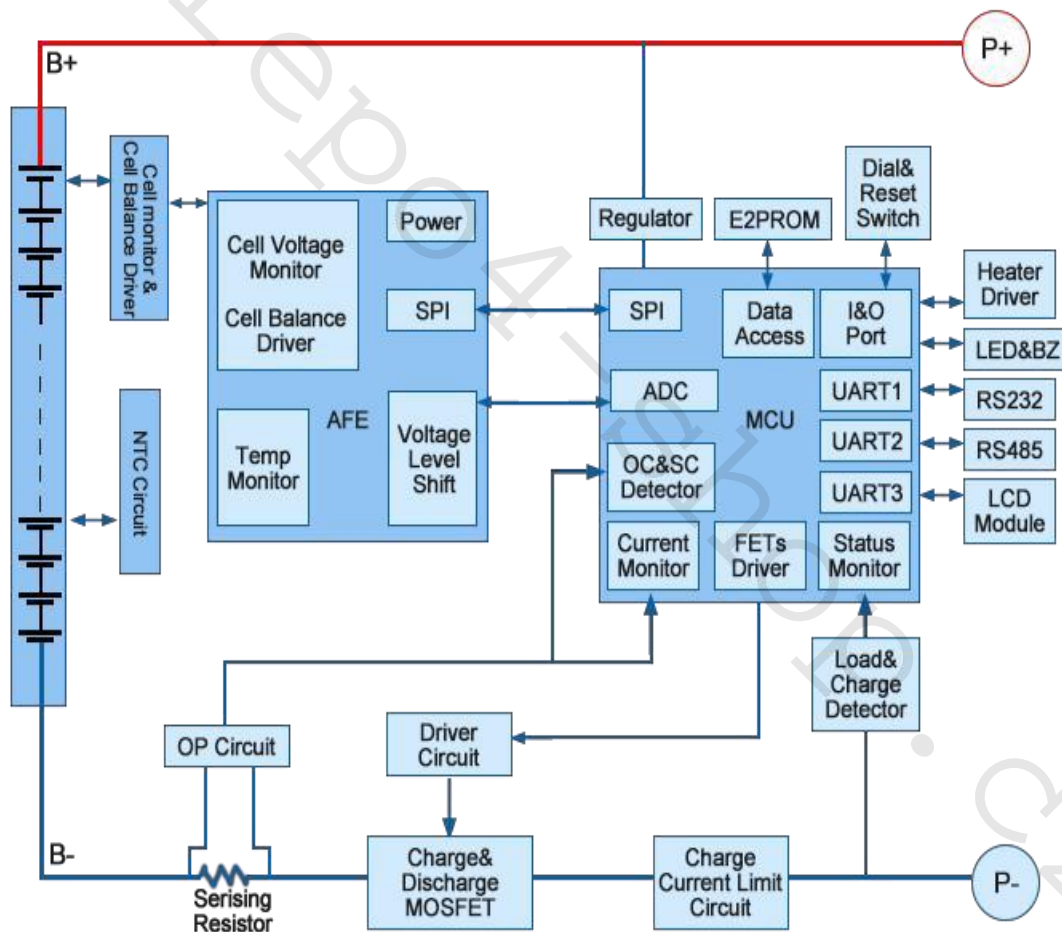 B+
P+
Cell monitor &
Cell Balance Driver
Cell Voltage
Monitor
Cell Balance
Driver
Power
SPI
AFE
Temp
Monitor
Voltage
Level
Shift
NTC Circuit
Regulator
E2PROM
Dial&
Reset
Switch
SPI
Data
Access
I&O
Port
ADC
MCU
UART1
OC&SC
Detector
UART2
UART3
Current
Monitor
FETs
Driver
Status
Monitor
Heater
Driver
LED&BZ
RS232
RS485
LCD
Module
Load&
Charge
Detector
OP Circuit
Driver
Circuit
B-
Serising
Resistor
Charge&
Discharge
MOSFET
Charge
Current Limit
Circuit
P-